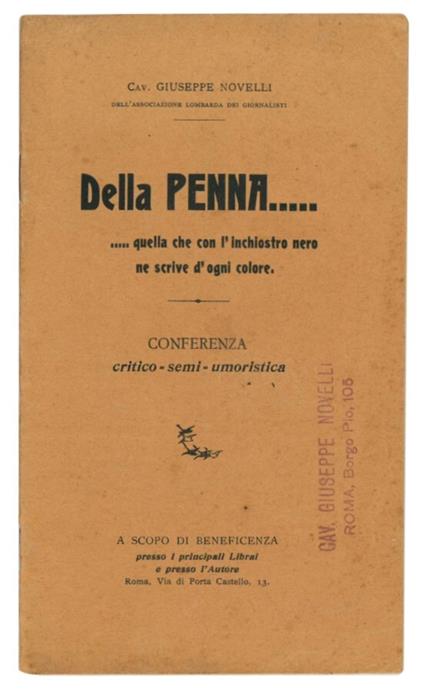 CAV. GIUSEPPE NOVELLI
DELL'ASSOCIAZIONE LOMBARDA DEI GIORNALISTI
Della PENNA.....
..... quella che con l'inchiostro nero
ne scrive d'ogni colore.
CONFERENZA
critico-semi-umoristica
A SCOPO DI BENEFICENZA
presso i principali Librai
e presso l'Autore
Roma, Via di Porta Castello, 13.
CAV. GIUSEPPE NOVELLI
ROMA, Borgo Pio, 105